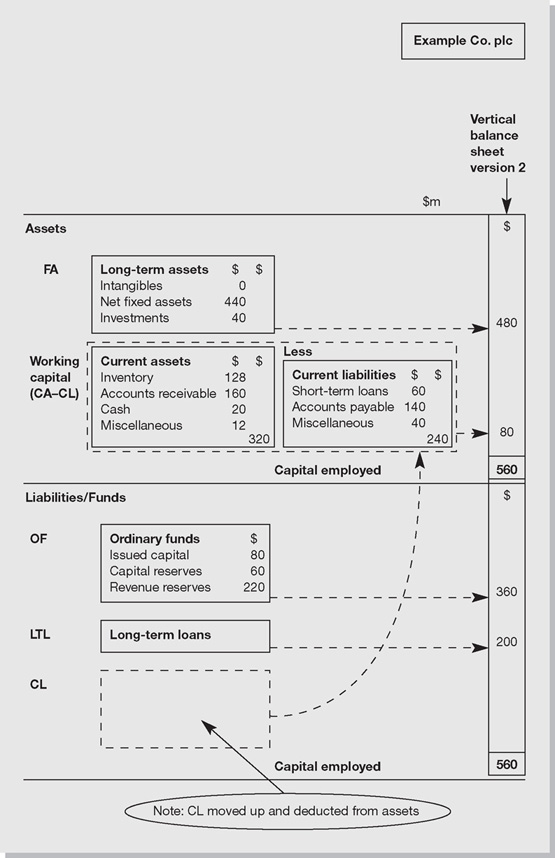 Example Co. plc
Vertical
balance
sheet
version 2
$m
Assets
$
FA
Long-term assets $ $
Intangibles 0
Net fixed assets 440
Investments 40
480
Working
capital
(CA–CL)
Current assets $ $
Inventory 128
Accounts receivable 160
Cash 20
Miscellaneous 12
320
Less
Current liabilities $ $
Short-term loans 60
Accounts payable 140
Miscellaneous 40
240
80
Capital employed 560
Liabilities/Funds
$
OF
Ordinary funds $
Issued capital 80
Capital reserves 60
Revenue reserves 220
360
LTL
Long-term loans
200
CL
Capital employed 560
Note: CL moved up and deducted from assets